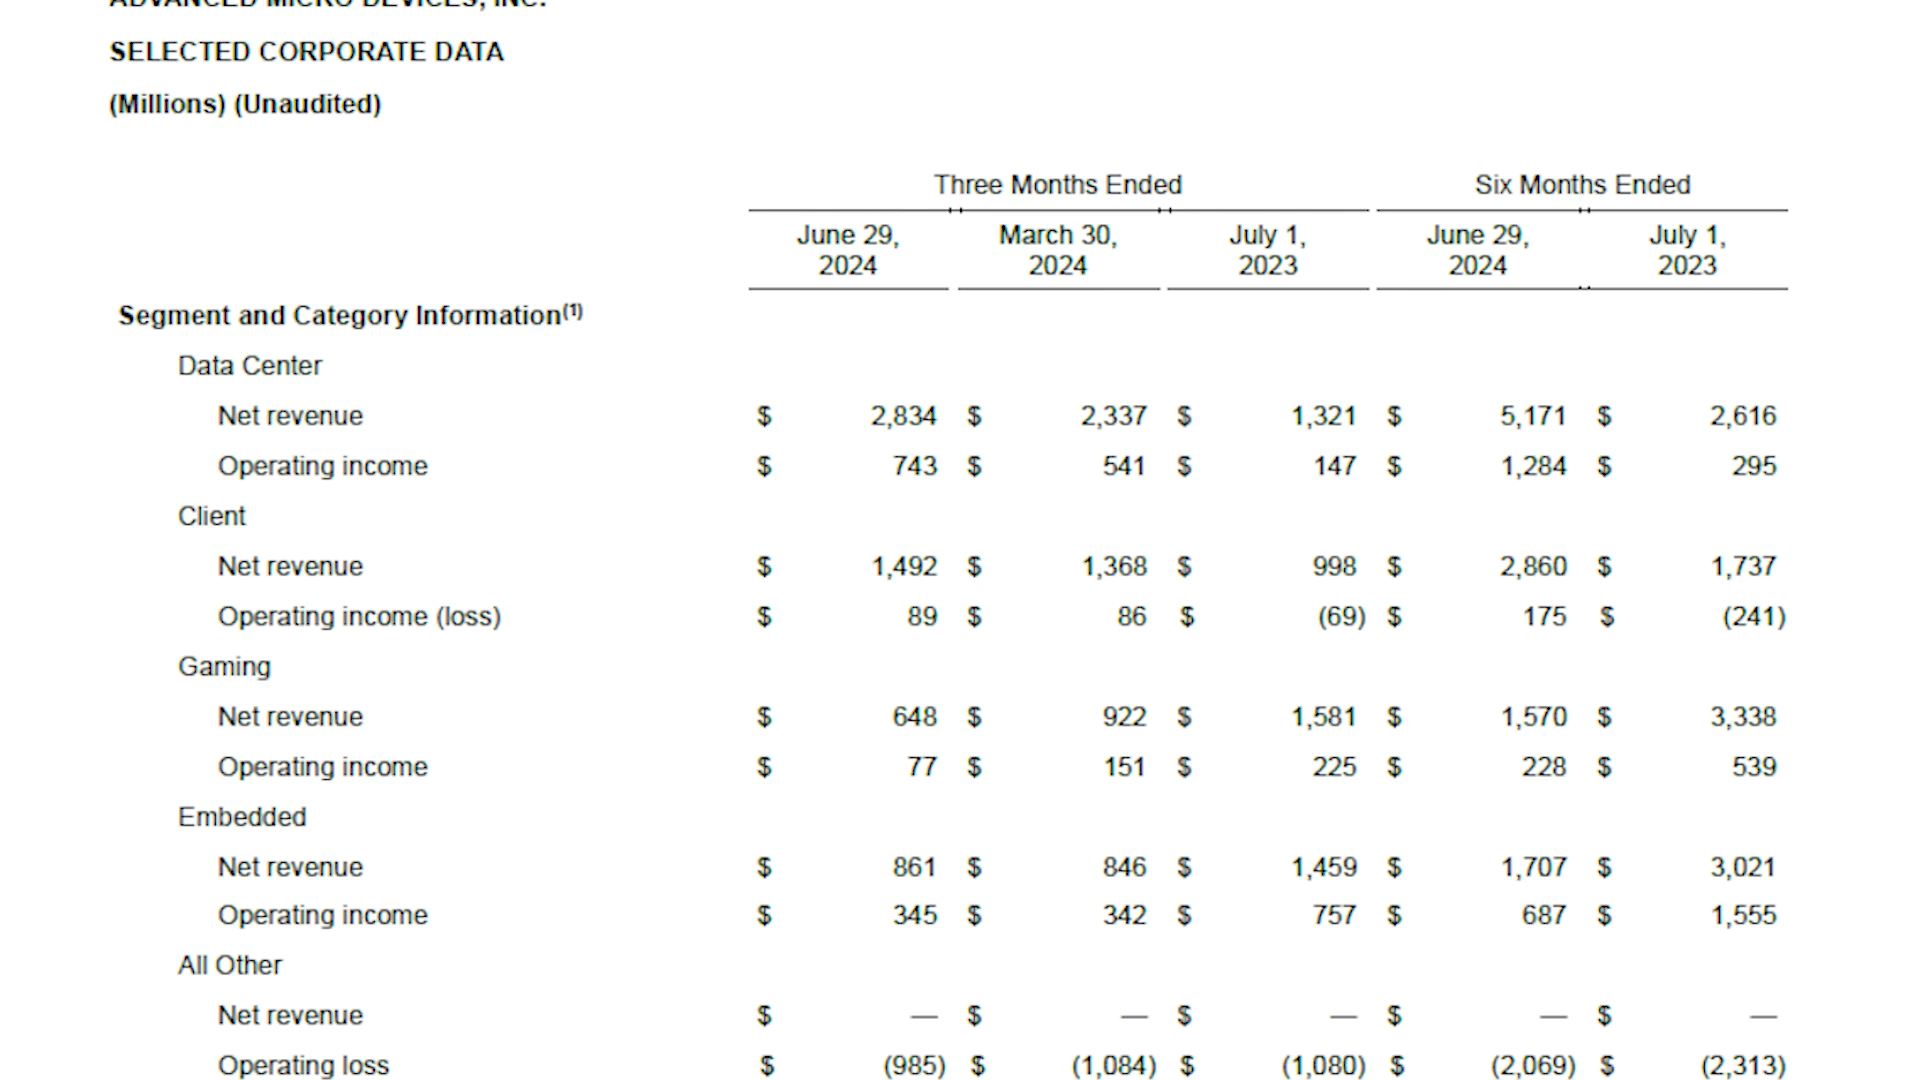 ADVANCED MICRO DEVICES, INC.
SELECTED CORPORATE DATA
(Millions) (Unaudited)
Three Months Ended Six Months Ended
June 29, 2024 March 30, 2024 July 1, 2023 June 29, 2024 July 1, 2023
Segment and Category Information(1)
Data Center
Net revenue $ 2,834 $ 2,337 $ 1,321 $ 5,171 $ 2,616
Operating income $ 743 $ 541 $ 147 $ 1,284 $ 295
Client
Net revenue $ 1,492 $ 1,368 $ 998 $ 2,860 $ 1,737
Operating income (loss) $ 89 $ 86 $ (69) $ 175 $ (241)
Gaming
Net revenue $ 648 $ 922 $ 1,581 $ 1,570 $ 3,338
Operating income $ 77 $ 151 $ 225 $ 228 $ 539
Embedded
Net revenue $ 861 $ 846 $ 1,459 $ 1,707 $ 3,021
Operating income $ 345 $ 342 $ 757 $ 687 $ 1,555
All Other
Net revenue $ — $ — $ — $ — $ —
Operating loss $ (985) $ (1,084) $ (1,080) $ (2,069) $ (2,313)